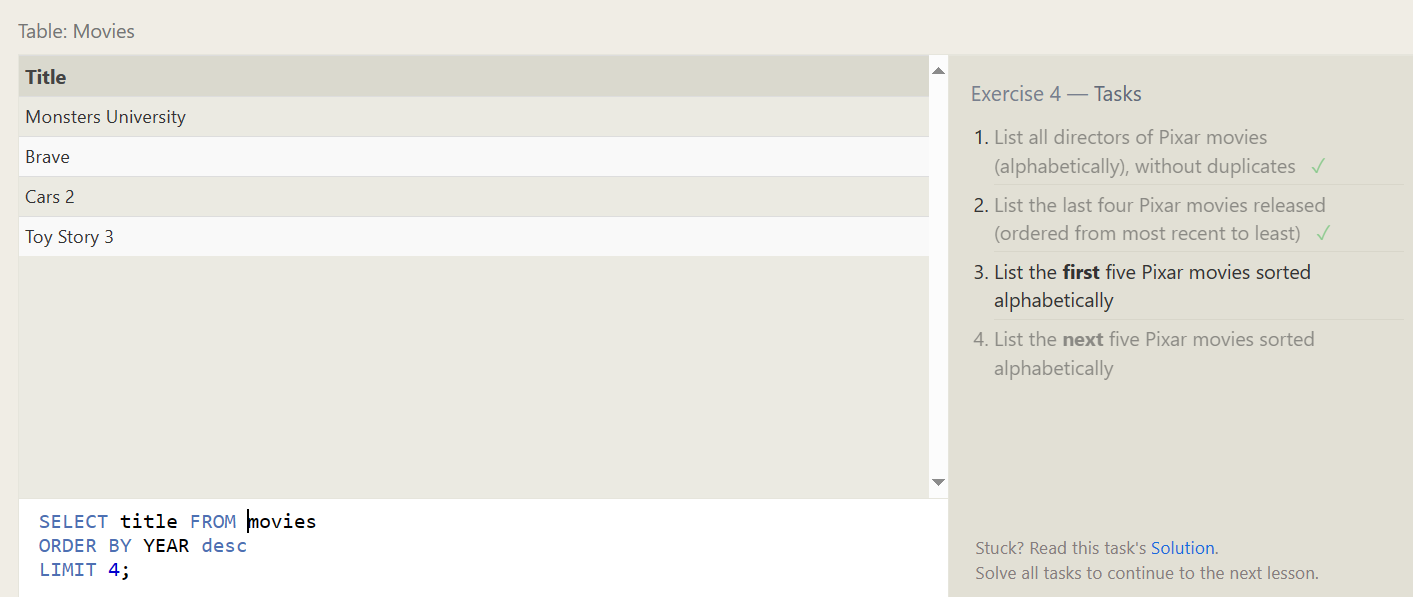 Table: Movies
Title
Monsters University
Brave
Cars 2
Toy Story 3
SELECT title FROM movies
ORDER BY YEAR desc
LIMIT 4;
Exercise 4 — Tasks
1. List all directors of Pixar movies
(alphabetically), without duplicates ✓
2. List the last four Pixar movies released
(ordered from most recent to least) ✓
3. List the first five Pixar movies sorted
alphabetically
4. List the next five Pixar movies sorted
alphabetically
Stuck? Read this task's Solution.
Solve all tasks to continue to the next lesson.